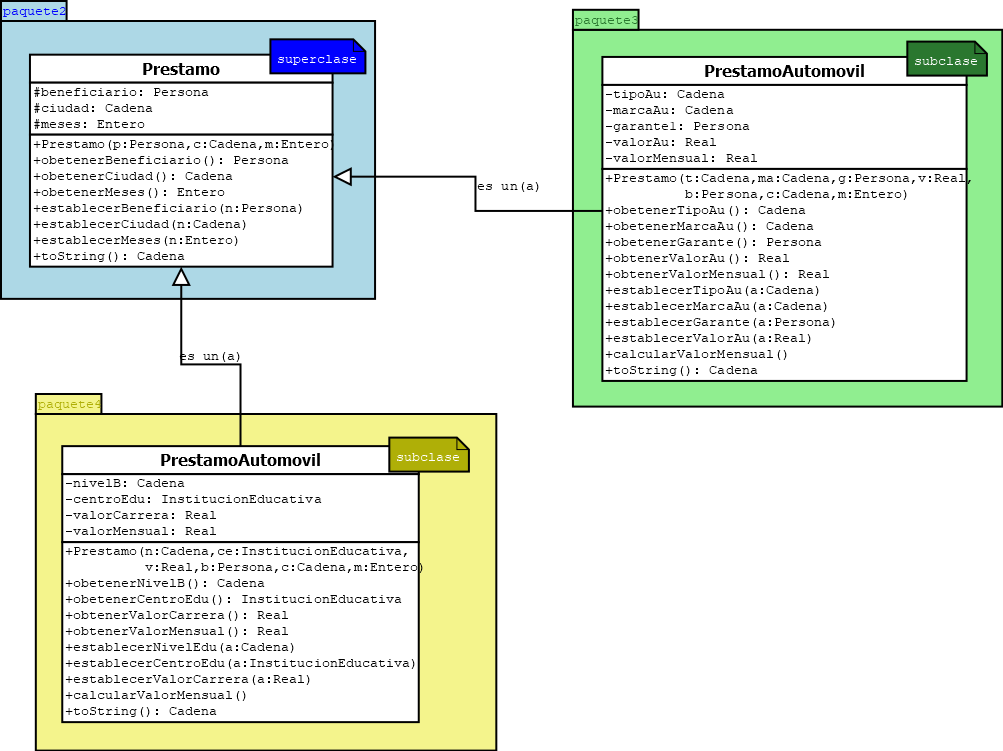 paquete2
superclase
Prestamo
#beneficiario: Persona
#ciudad: Cadena
#meses: Entero
+Prestamo(p:Persona,c:Cadena,m:Entero)
+obetenerBeneficiario(): Persona
+obetenerCiudad(): Cadena
+obetenerMeses(): Entero
+establecerBeneficiario(n:Persona)
+establecerCiudad(n:Cadena)
+establecerMeses(n:Entero)
+toString(): Cadena
es un(a)
paquete3
subclase
PrestamoAutomovil
-tipoAu: Cadena
-marcaAu: Cadena
-garante1: Persona
-valorAu: Real
-valorMensual: Real
+Prestamo(t:Cadena,ma:Cadena,g:Persona,v:Real,
b:Persona,c:Cadena,m:Entero)
+obetenerTipoAu(): Cadena
+obetenerMarcaAu(): Cadena
+obetenerGarante(): Persona
+obtenerValorAu(): Real
+obtenerValorMensual(): Real
+establecerTipoAu(a:Cadena)
+establecerMarcaAu(a:Cadena)
+establecerGarante(a:Persona)
+establecerValorAu(a:Real)
+calcularValorMensual()
+toString(): Cadena
es un(a)
paquete4
subclase
PrestamoAutomovil
-nivelB: Cadena
-centroEdu: InstitucionEducativa
-valorCarrera: Real
-valorMensual: Real
+Prestamo(n:Cadena,ce:InstitucionEducativa,
v:Real,b:Persona,c:Cadena,m:Entero)
+obetenerNivelB(): Cadena
+obetenerCentroEdu(): InstitucionEducativa
+obtenerValorCarrera(): Real
+obtenerValorMensual(): Real
+establecerNivelEdu(a:Cadena)
+establecerCentroEdu(a:InstitucionEducativa)
+establecerValorCarrera(a:Real)
+calcularValorMensual()
+toString(): Cadena